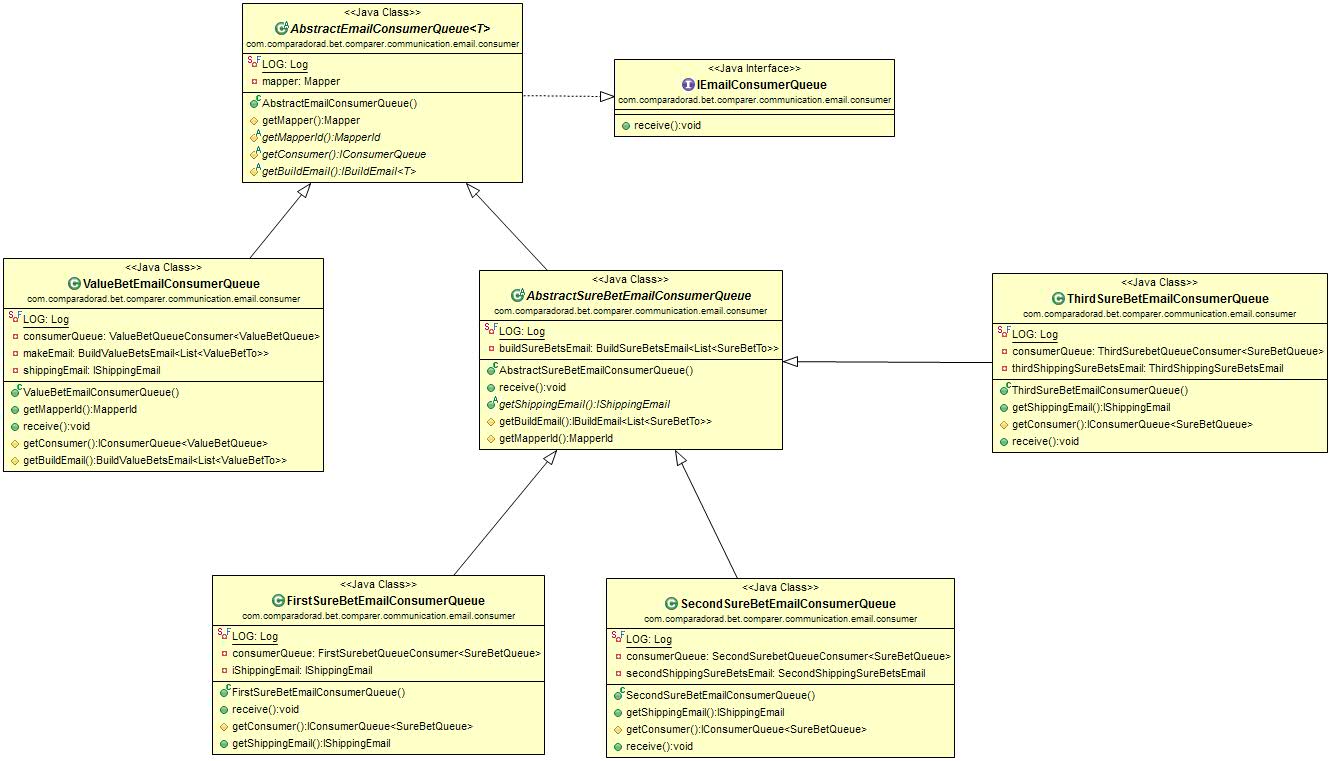 <<Java Class>>
AbstractEmailConsumerQueue<T>
com.comparadorad.bet.comparer.communication.email.consumer
LOG: Log
mapper: Mapper
AbstractEmailConsumerQueue()
getMapper():Mapper
getMapperId():MapperId
getConsumer():IConsumerQueue
getBuildEmail():IBuildEmail<T>
<<Java Interface>>
IEmailConsumerQueue
com.comparadorad.bet.comparer.communication.email.consumer
receive():void
<<Java Class>>
ValueBetEmailConsumerQueue
com.comparadorad.bet.comparer.communication.email.consumer
LOG: Log
consumerQueue: ValueBetQueueConsumer<ValueBetQueue>
makeEmail: BuildValueBetsEmail<List<ValueBetTo>>
shippingEmail: IShippingEmail
ValueBetEmailConsumerQueue()
getMapperId():MapperId
receive():void
getConsumer():IConsumerQueue<ValueBetQueue>
getBuildEmail():BuildValueBetsEmail<List<ValueBetTo>>
<<Java Class>>
AbstractSureBetEmailConsumerQueue
com.comparadorad.bet.comparer.communication.email.consumer
LOG: Log
buildSureBetsEmail: BuildSureBetsEmail<List<SureBetTo>>
AbstractSureBetEmailConsumerQueue()
receive():void
getShippingEmail():IShippingEmail
getBuildEmail():IBuildEmail<List<SureBetTo>>
getMapperId():MapperId
<<Java Class>>
ThirdSureBetEmailConsumerQueue
com.comparadorad.bet.comparer.communication.email.consumer
LOG: Log
consumerQueue: ThirdSurebetQueueConsumer<SureBetQueue>
thirdShippingSureBetsEmail: ThirdShippingSureBetsEmail
ThirdSureBetEmailConsumerQueue()
getShippingEmail():IShippingEmail
getConsumer():IConsumerQueue<SureBetQueue>
receive():void
<<Java Class>>
FirstSureBetEmailConsumerQueue
com.comparadorad.bet.comparer.communication.email.consumer
LOG: Log
consumerQueue: FirstSurebetQueueConsumer<SureBetQueue>
iShippingEmail: IShippingEmail
FirstSureBetEmailConsumerQueue()
receive():void
getConsumer():IConsumerQueue<SureBetQueue>
getShippingEmail():IShippingEmail
<<Java Class>>
SecondSureBetEmailConsumerQueue
com.comparadorad.bet.comparer.communication.email.consumer
LOG: Log
consumerQueue: SecondSurebetQueueConsumer<SureBetQueue>
secondShippingSureBetsEmail: SecondShippingSureBetsEmail
SecondSureBetEmailConsumerQueue()
getShippingEmail():IShippingEmail
getConsumer():IConsumerQueue<SureBetQueue>
receive():void